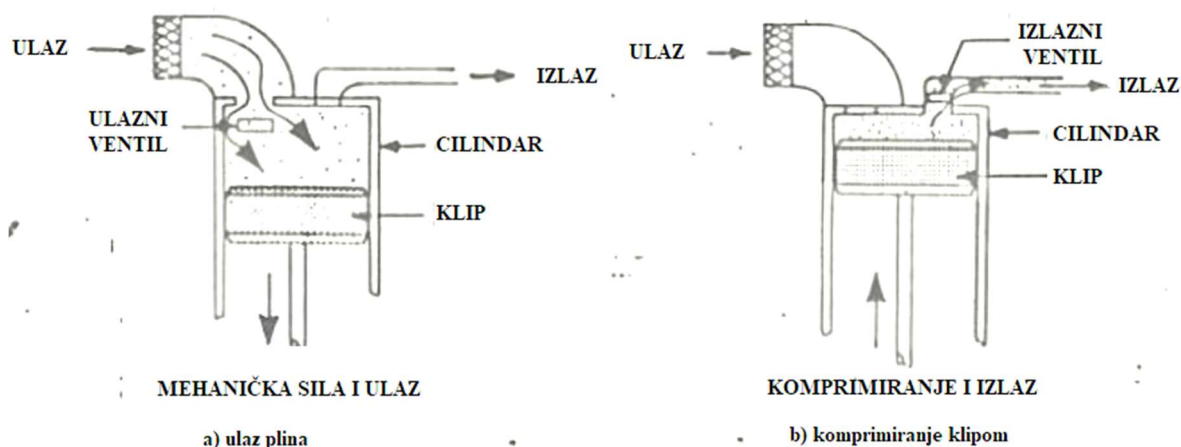 ULAZ
IZLAZ
ULAZNI
VENTIL
CILINDAR
KLIP
MEHANIČKA SILA I ULAZ
a) ulaz plina
ULAZ
IZLAZNI
VENTIL
IZLAZ
CILINDAR
KLIP
KOMPRIMIRANJE I IZLAZ
b) komprimiranje klipom